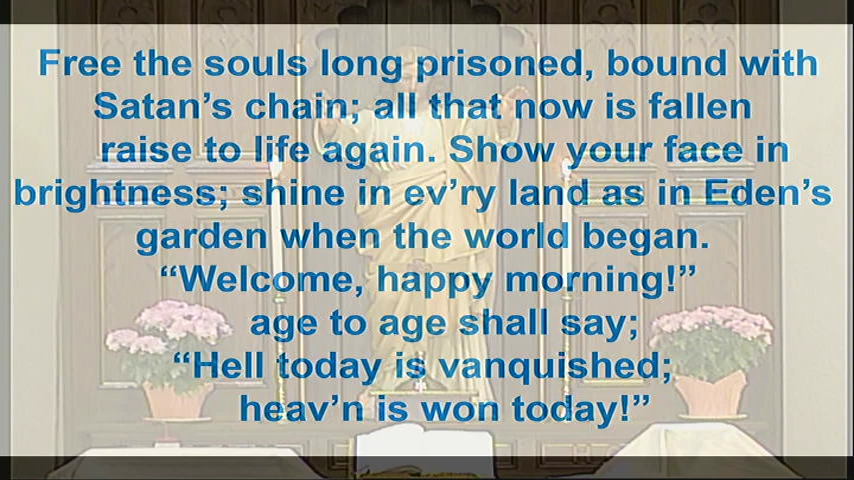 Free the souls long prisoned, bound with
Satan’s chain; all that now is fallen
raise to life again. Show your face in
brightness; shine in ev’ry land as in Eden’s
garden when the world began.
“Welcome, happy morning!”
age to age shall say;
“Hell today is vanquished;
heav’n is won today!”